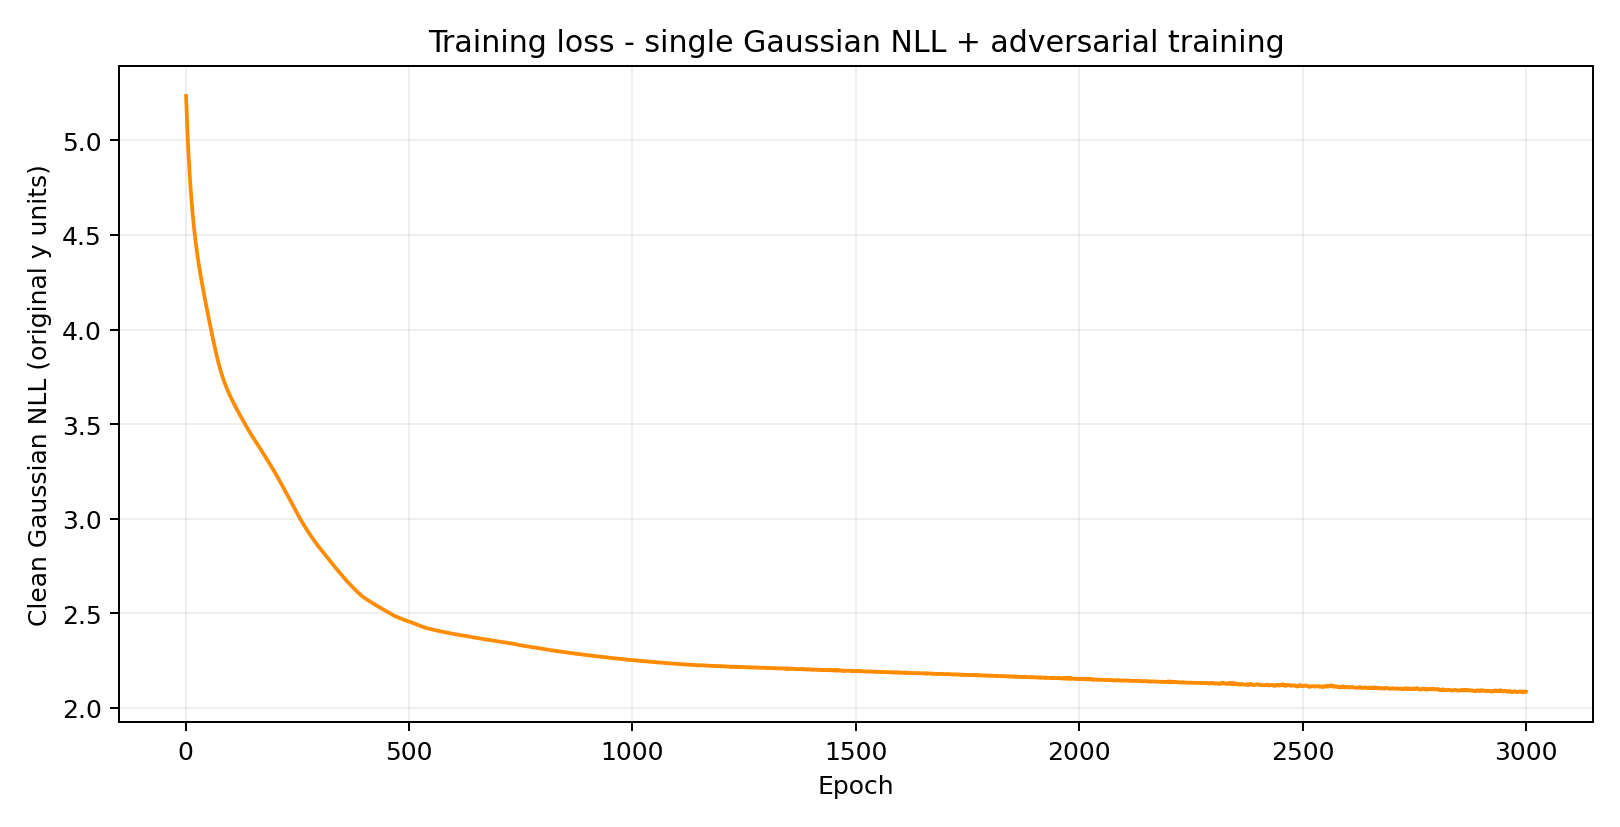 Training loss - single Gaussian NLL + adversarial training
Clean Gaussian NLL (original y units)
5.0
4.5
4.0
3.5
3.0
2.5
2.0
0 500 1000 1500 2000 2500 3000
Epoch